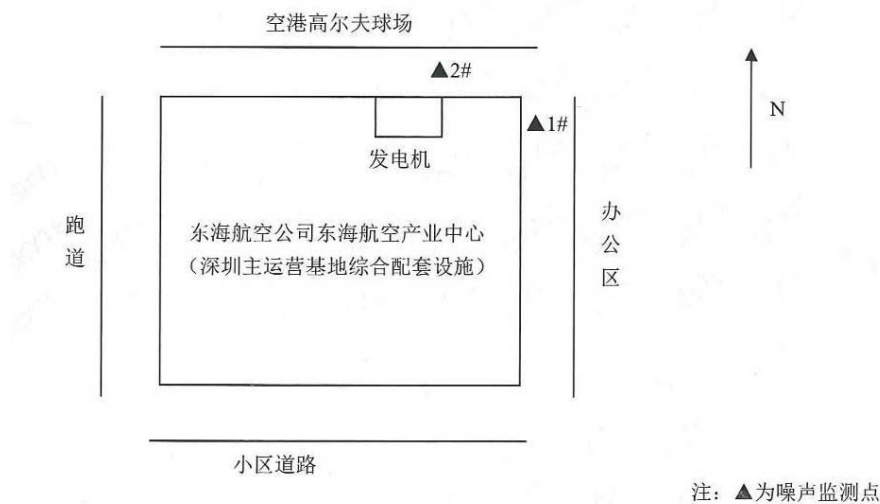 空港高尔夫球场
▲2#
▲1#
N
发电机
跑道
东海航空公司东海航空产业中心
（深圳主运营基地综合配套设施）
办公区
小区道路
注：▲为噪声监测点